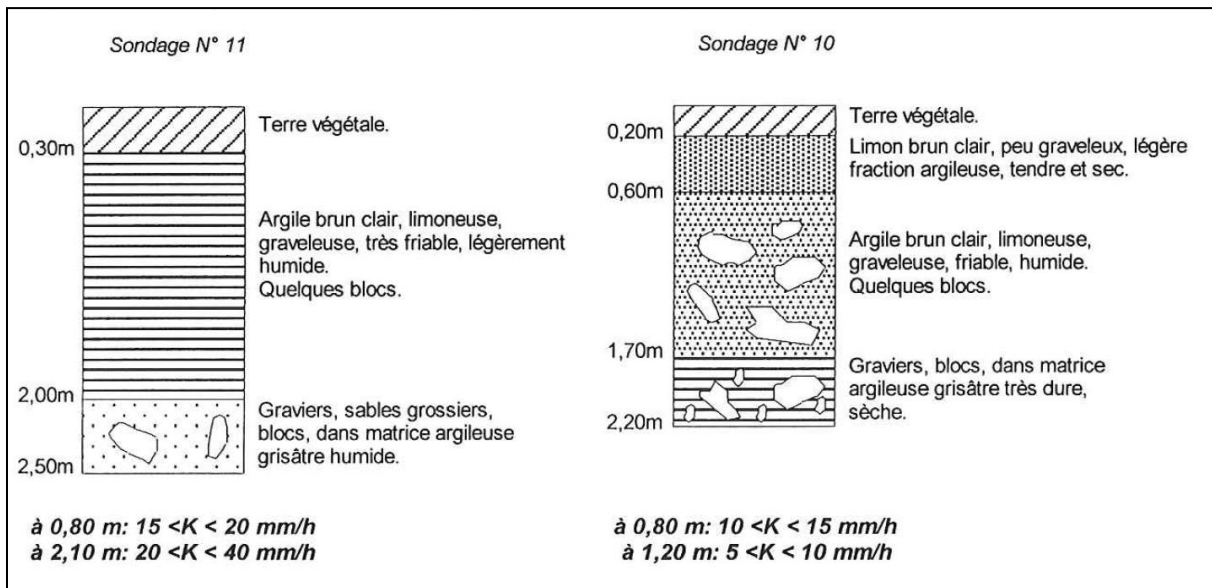 Sondage N° 11
Terre végétale.
0,30m
Argile brun clair, limoneuse,
graveleuse, très friable, légèrement
humide.
Quelques blocs.
2,00m
Graviers, sables grossiers,
blocs, dans matrice argileuse
grisâtre humide.
2,50m
à 0,80 m: 15 <K < 20 mm/h
à 2,10 m: 20 <K < 40 mm/h
Sondage N° 10
Terre végétale.
0,20m
Limon brun clair, peu graveleux, légère
fraction argileuse, tendre et sec.
0,60m
Argile brun clair, limoneuse,
graveleuse, friable, humide.
Quelques blocs.
1,70m
Graviers, blocs, dans matrice
argileuse grisâtre très dure,
sèche.
2,20m
à 0,80 m: 10 <K < 15 mm/h
à 1,20 m: 5 <K < 10 mm/h